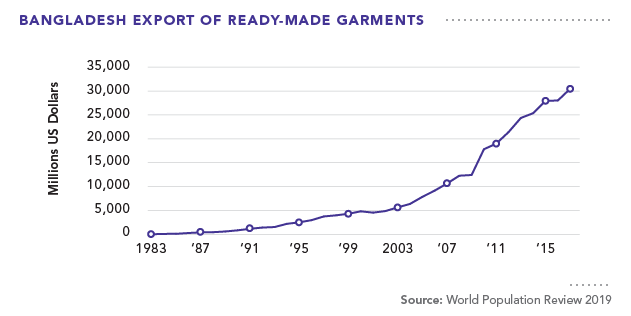 BANGLADESH EXPORT OF READY-MADE GARMENTS
Millions US Dollars
35,000
30,000
25,000
20,000
15,000
10,000
5,000
0
1983 '87 '91 '95 '99 2003 '07 '11 '15
Source: World Population Review 2019